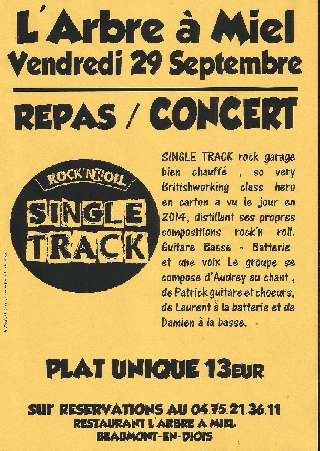 L'Arbre à Miel
Vendredi 29 Septembre
REPAS / CONCERT
ROCK'N'ROLL
SINGLE
TRACK
SINGLE TRACK rock garage
bien chauffé , so very
Britishworking class hero
en carton a vu le jour en
2014, distillent ses propres
compositions rock'n roll.
Guitare Basse - Batterie
et une voix Le groupe se
compose d'Audrey au chant ,
de Patrick guitare et choeurs,
de Laurent à la batterie et de
Damien à la basse.
PLAT UNIQUE 13EUR
SUR RESERVATIONS AU 04.75.21.36.11
RESTAURANT L'ARBRE A MIEL
BEAUMONT-EN-DIOIS